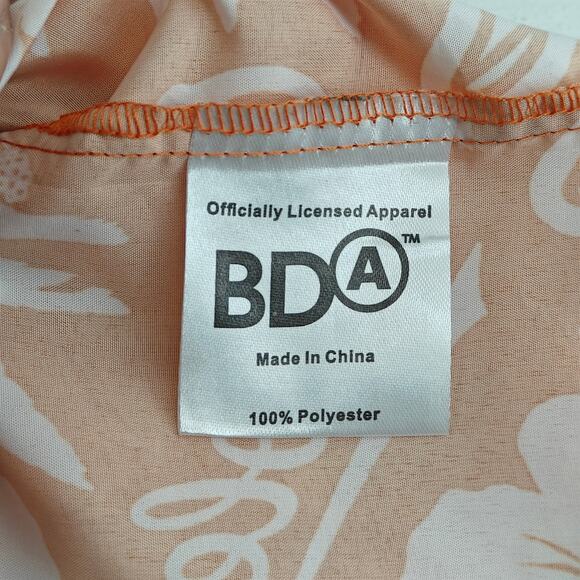 Officially Licensed Apparel
BDA™
Made In China
100% Polyester